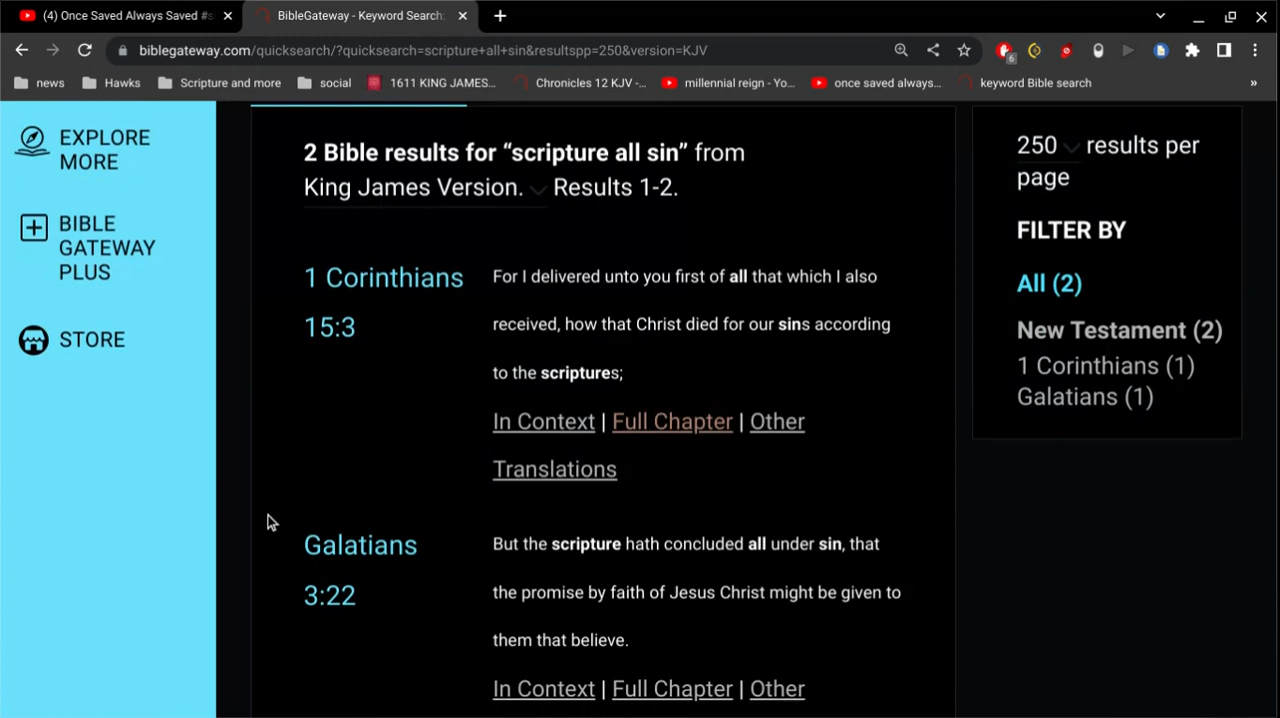 (4) Once Saved Always Saved #s
BibleGateway - Keyword Search:
biblegateway.com/quicksearch/?quicksearch=scripture+all+sin&resultspp=250&version=KJV
6
news
Hawks
Scripture and more
social
1611 KING JAMES...
Chronicles 12 KJV -...
millennial reign - Yo...
once saved always...
keyword Bible search
»
EXPLORE
MORE
BIBLE
GATEWAY
PLUS
STORE
2 Bible results for “scripture all sin” from
King James Version. Results 1-2.
1 Corinthians
15:3
For I delivered unto you first of all that which I also
received, how that Christ died for our sins according
to the scriptures;
In Context | Full Chapter | Other
Translations
Galatians
3:22
But the scripture hath concluded all under sin, that
the promise by faith of Jesus Christ might be given to
them that believe.
In Context | Full Chapter | Other
250 results per
page
FILTER BY
All (2)
New Testament (2)
1 Corinthians (1)
Galatians (1)